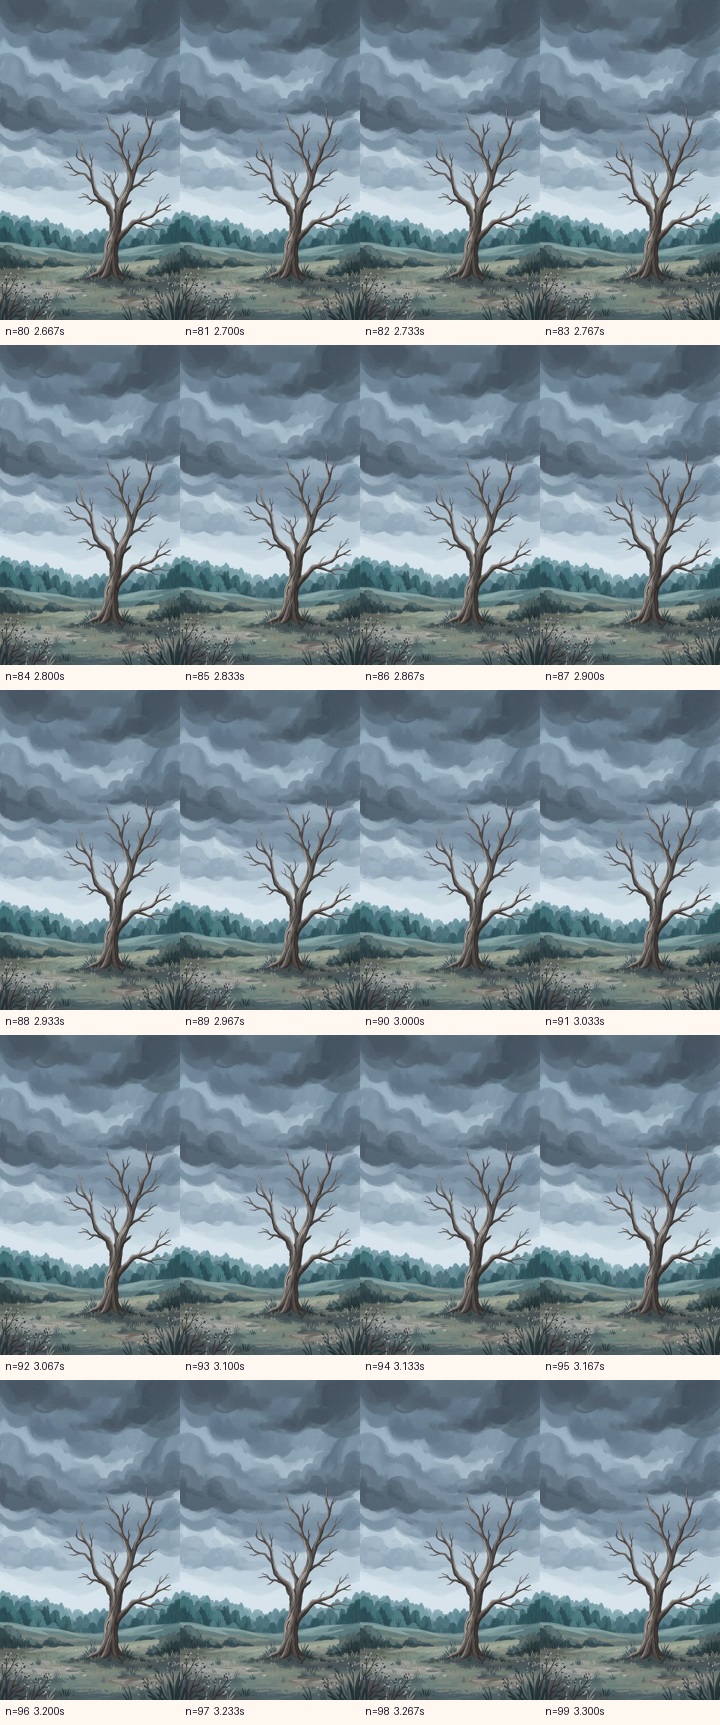 n=80 2.667s
n=81 2.700s
n=82 2.733s
n=83 2.767s
n=84 2.800s
n=85 2.833s
n=86 2.867s
n=87 2.900s
n=88 2.933s
n=89 2.967s
n=90 3.000s
n=91 3.033s
n=92 3.067s
n=93 3.100s
n=94 3.133s
n=95 3.167s
n=96 3.200s
n=97 3.233s
n=98 3.267s
n=99 3.300s